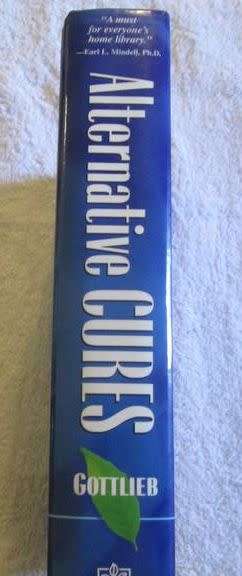 "A must
for everyone's
home library."
—Earl L. Mindell, Ph.D.
Alternative CURES
GOTTLIEB